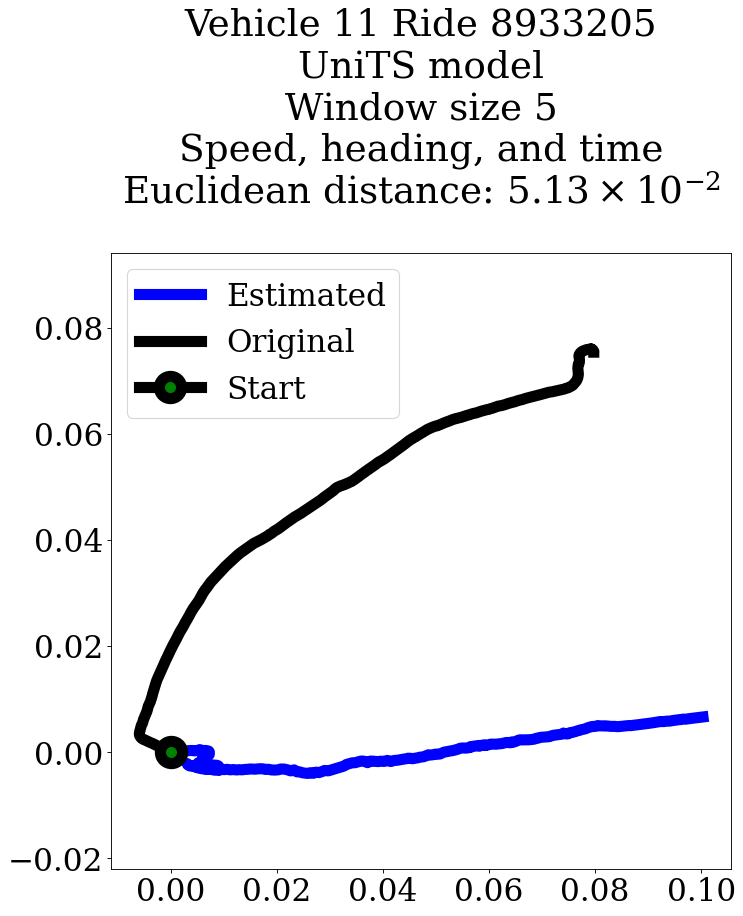 Vehicle 11 Ride 8933205
UniTS model
Window size 5
Speed, heading, and time
Euclidean distance: 5.13 × 10⁻²
Estimated
Original
Start
0.08
0.06
0.04
0.02
0.00
−0.02
0.00 0.02 0.04 0.06 0.08 0.10